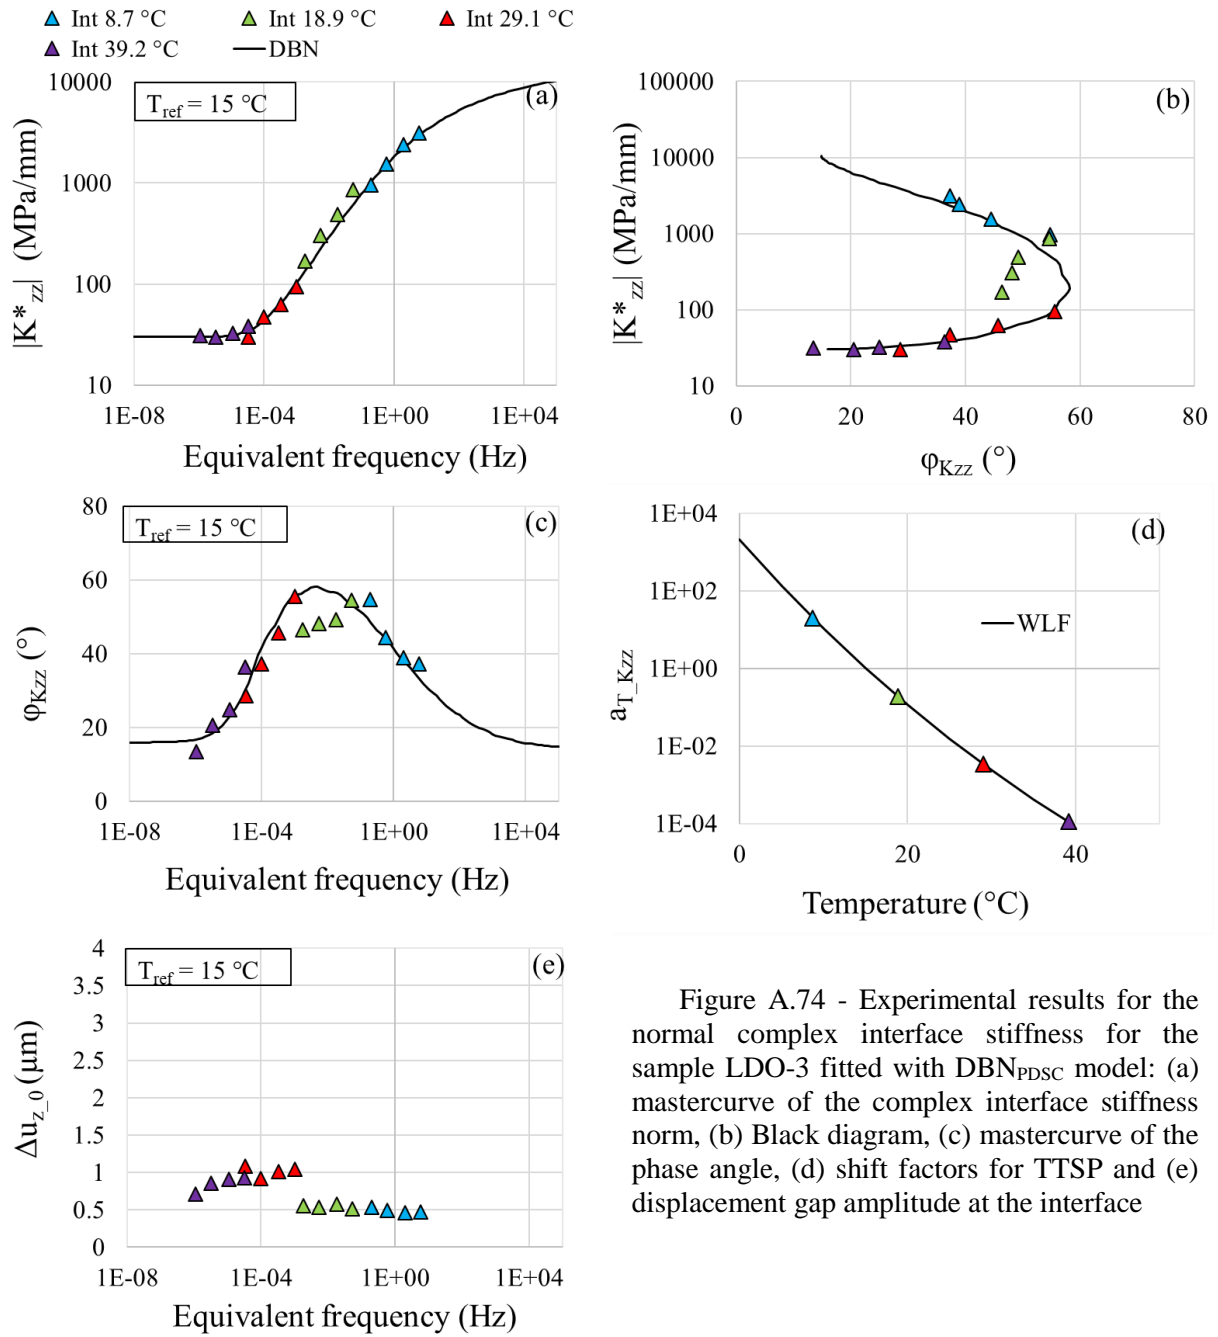 Int 8.7 °C Int 18.9 °C Int 29.1 °C
Int 39.2 °C DBN
(a)
T_ref = 15 °C
|K*_zz| (MPa/mm)
10000
1000
100
10
1E-08 1E-04 1E+00 1E+04
Equivalent frequency (Hz)
(b)
|K*_zz| (MPa/mm)
100000
10000
1000
100
10
0 20 40 60 80
φ_Kzz (°)
(c)
T_ref = 15 °C
φ_Kzz (°)
80
60
40
20
0
1E-08 1E-04 1E+00 1E+04
Equivalent frequency (Hz)
(d)
WLF
a_T_Kzz
1E+04
1E+02
1E+00
1E-02
1E-04
0 20 40
Temperature (°C)
(e)
T_ref = 15 °C
Δu_z_0 (μm)
4
3.5
3
2.5
2
1.5
1
0.5
0
1E-08 1E-04 1E+00 1E+04
Equivalent frequency (Hz)
Figure A.74 - Experimental results for the
normal complex interface stiffness for the
sample LDO-3 fitted with DBN_PDSC model: (a)
mastercurve of the complex interface stiffness
norm, (b) Black diagram, (c) mastercurve of the
phase angle, (d) shift factors for TTSP and (e)
displacement gap amplitude at the interface